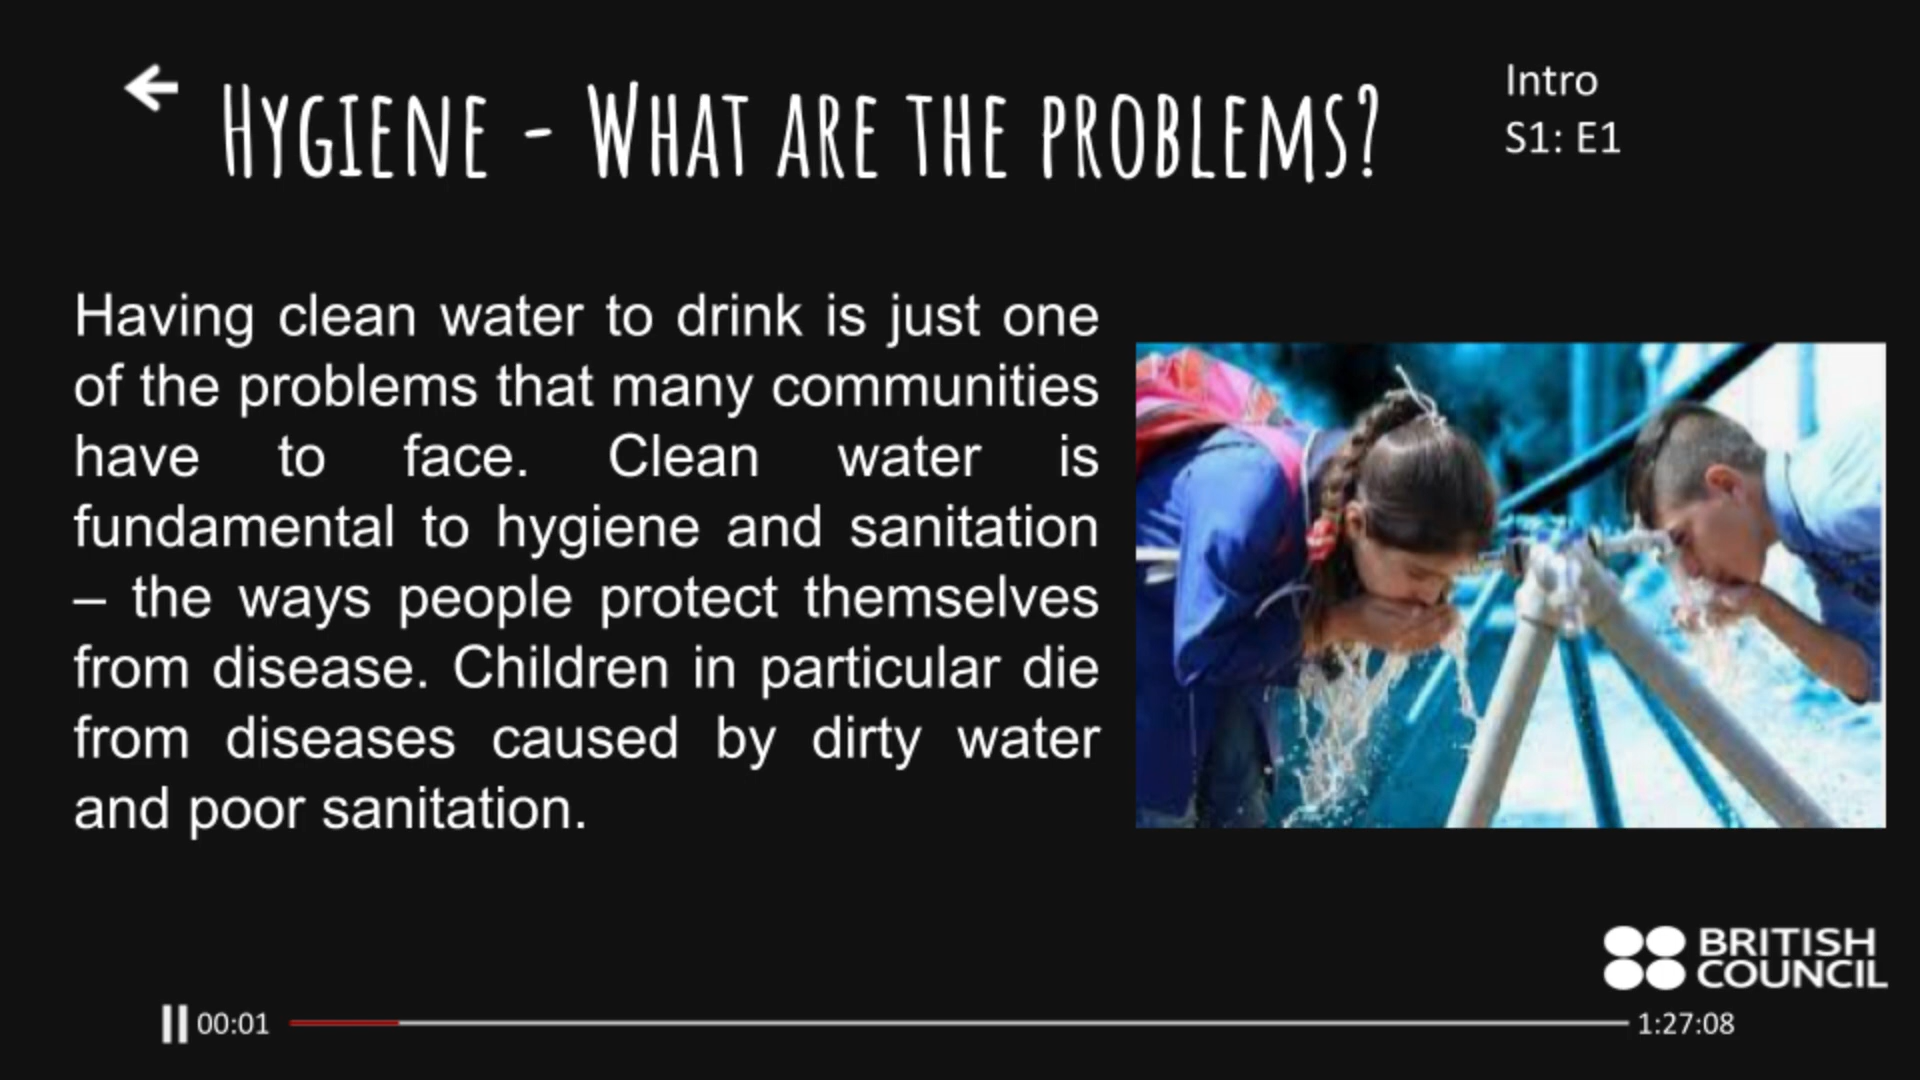 Hygiene - What are the problems?
Intro
S1: E1
Having clean water to drink is just one
of the problems that many communities
have to face. Clean water is
fundamental to hygiene and sanitation
– the ways people protect themselves
from disease. Children in particular die
from diseases caused by dirty water
and poor sanitation.
BRITISH
COUNCIL
00:01
1:27:08